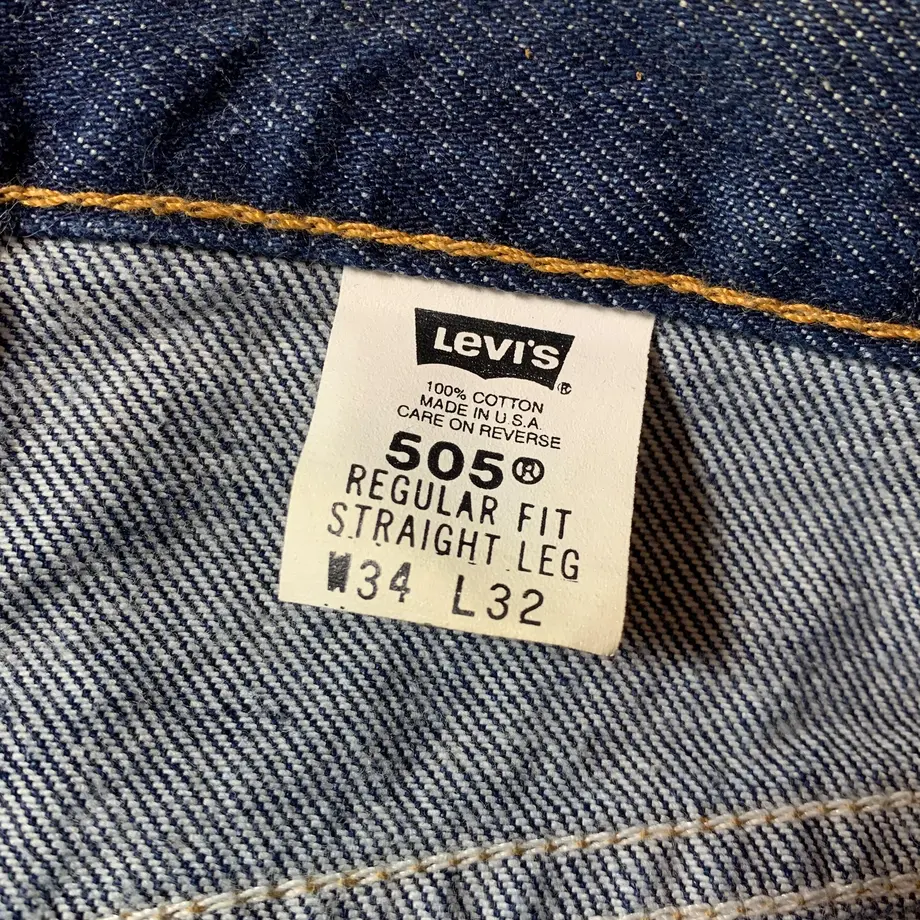 Levi's ®
100% COTTON
MADE IN U.S.A.
CARE ON REVERSE
505®
REGULAR FIT
STRAIGHT LEG
W34 L32